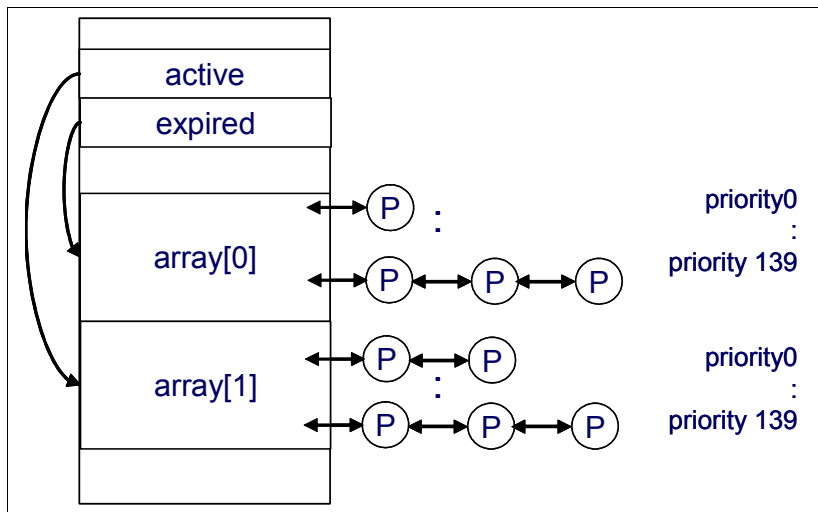 active
expired
array[0]
P
:
P P P
priority0
:
priority 139
array[1]
P P
:
P P P
priority0
:
priority 139